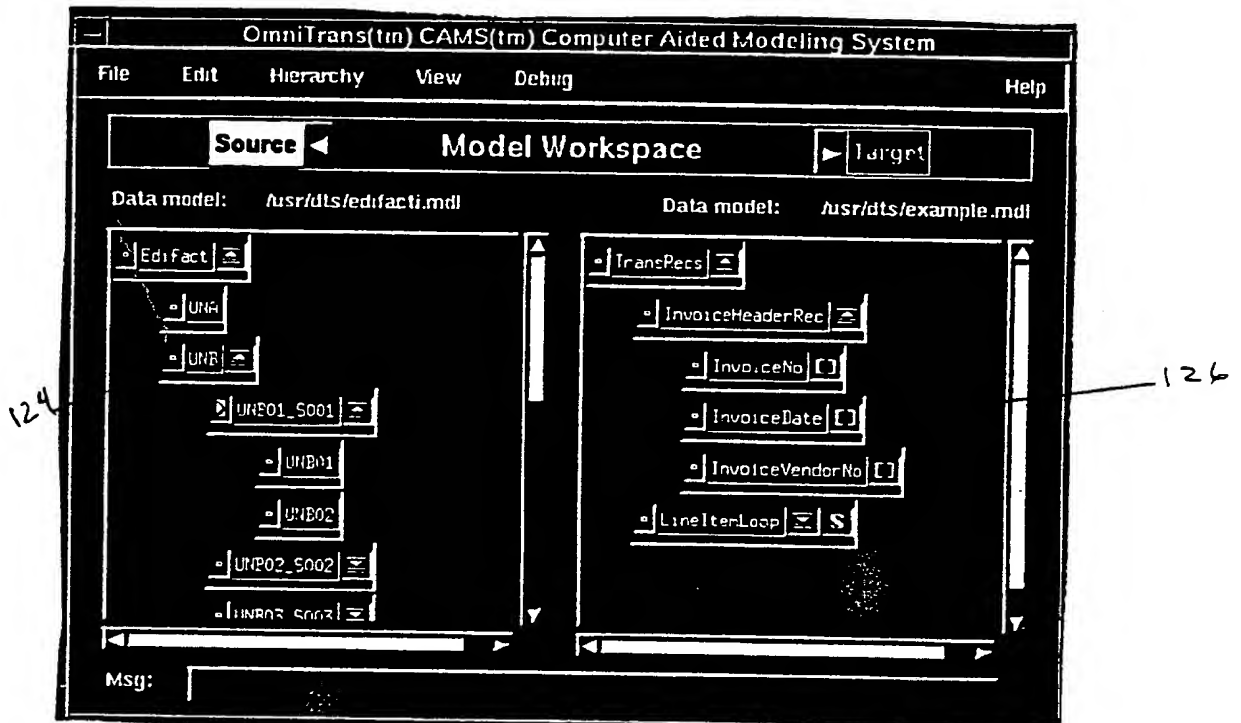 OmniTrans(tm) CAMS(tm) Computer Aided Modeling System
File Edit Hierarchy View Debug Help
Source Model Workspace Target
Data model: /usr/dts/edifacti.mdl Data model: /usr/dts/example.mdl
EdiFact
UNA
UNB
UNB01_S001
UNB01
UNB02
UNB02_S002
UNB03_S003
TransRecs
InvoiceHeaderRec
InvoiceNo []
InvoiceDate []
InvoiceVendorNo []
LineItemLoop S
124
126
Msg: